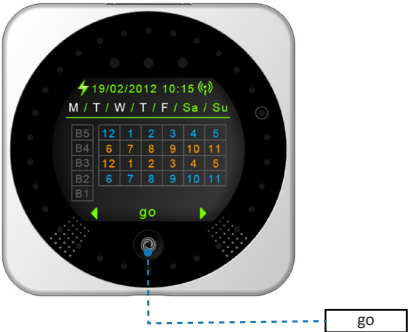 19/02/2012 10:15
M / T / W / T / F / Sa / Su
B5 12 1 2 3 4 5
B4 6 7 8 9 10 11
B3 12 1 2 3 4 5
B2 6 7 8 9 10 11
B1
go
go